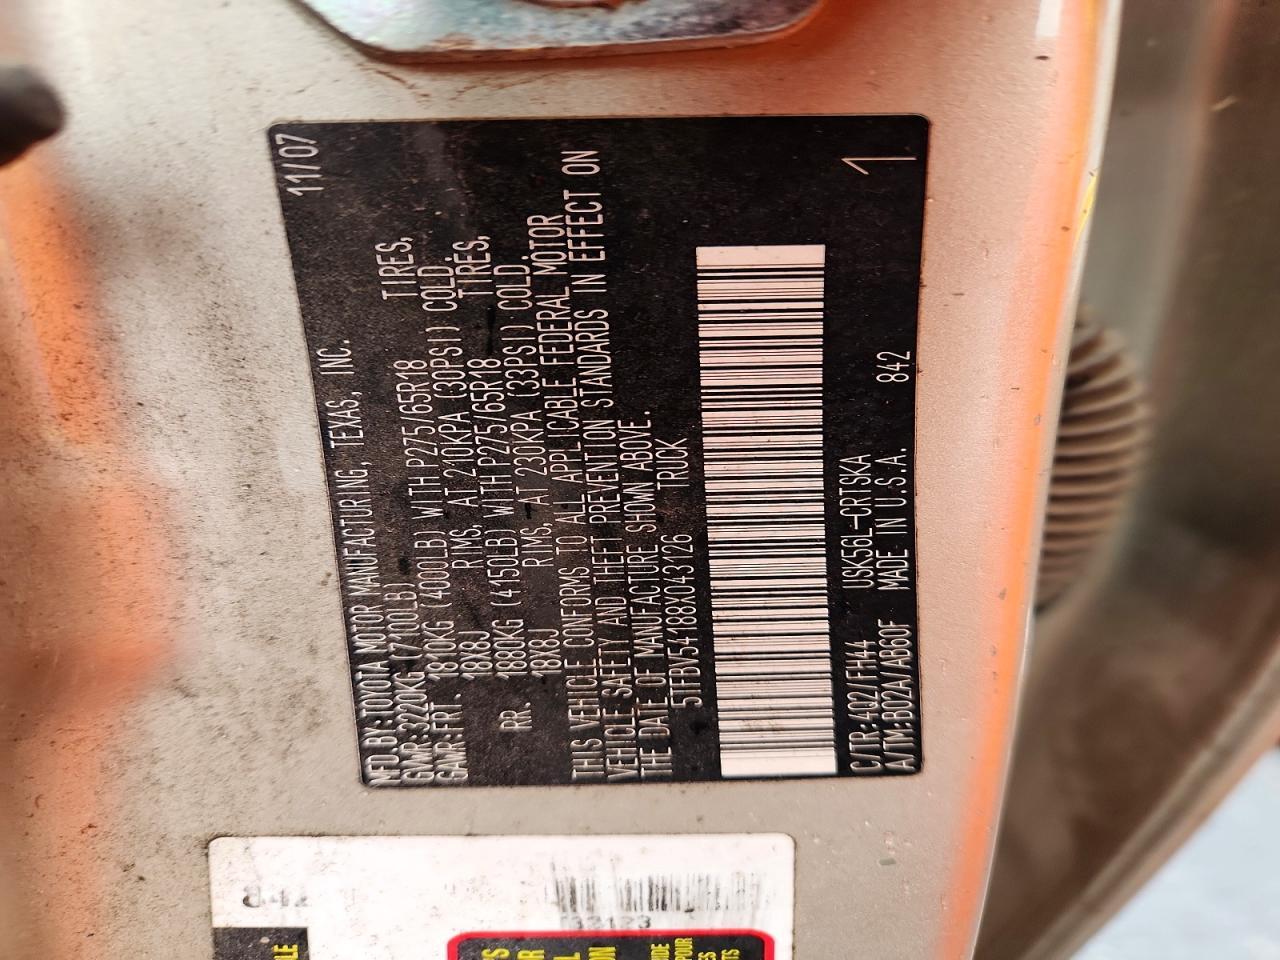 11/07
MFD BY: TOYOTA MOTOR MANUFACTURING, TEXAS, INC.
GVWR:3220KG (7100LB)
GAWR:FRT. 1810KG (4000LB) WITH P275/65R18 TIRES,
18X8J RIMS, AT 210KPA (30PSI) COLD.
RR. 1880KG (4150LB) WITH P275/65R18 TIRES,
18X8J RIMS, AT 230KPA (33PSI) COLD.
THIS VEHICLE CONFORMS TO ALL APPLICABLE FEDERAL MOTOR
VEHICLE SAFETY AND THEFT PREVENTION STANDARDS IN EFFECT ON
THE DATE OF MANUFACTURE SHOWN ABOVE.
5TFBV54188X043126 TRUCK
C/TR:4Q2/FH44 USK56L-CRTSKA
A/TM:B02A/AB60F MADE IN U.S.A. 842
1
842